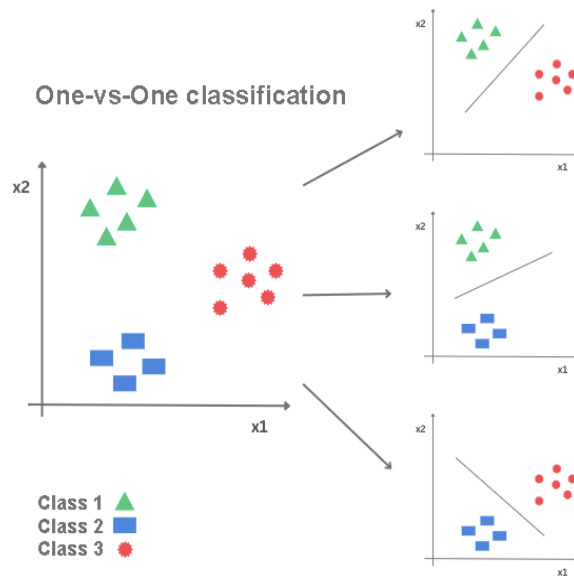 One-vs-One classification
x2
x1
Class 1
Class 2
Class 3
x2
x1
x2
x1
x2
x1